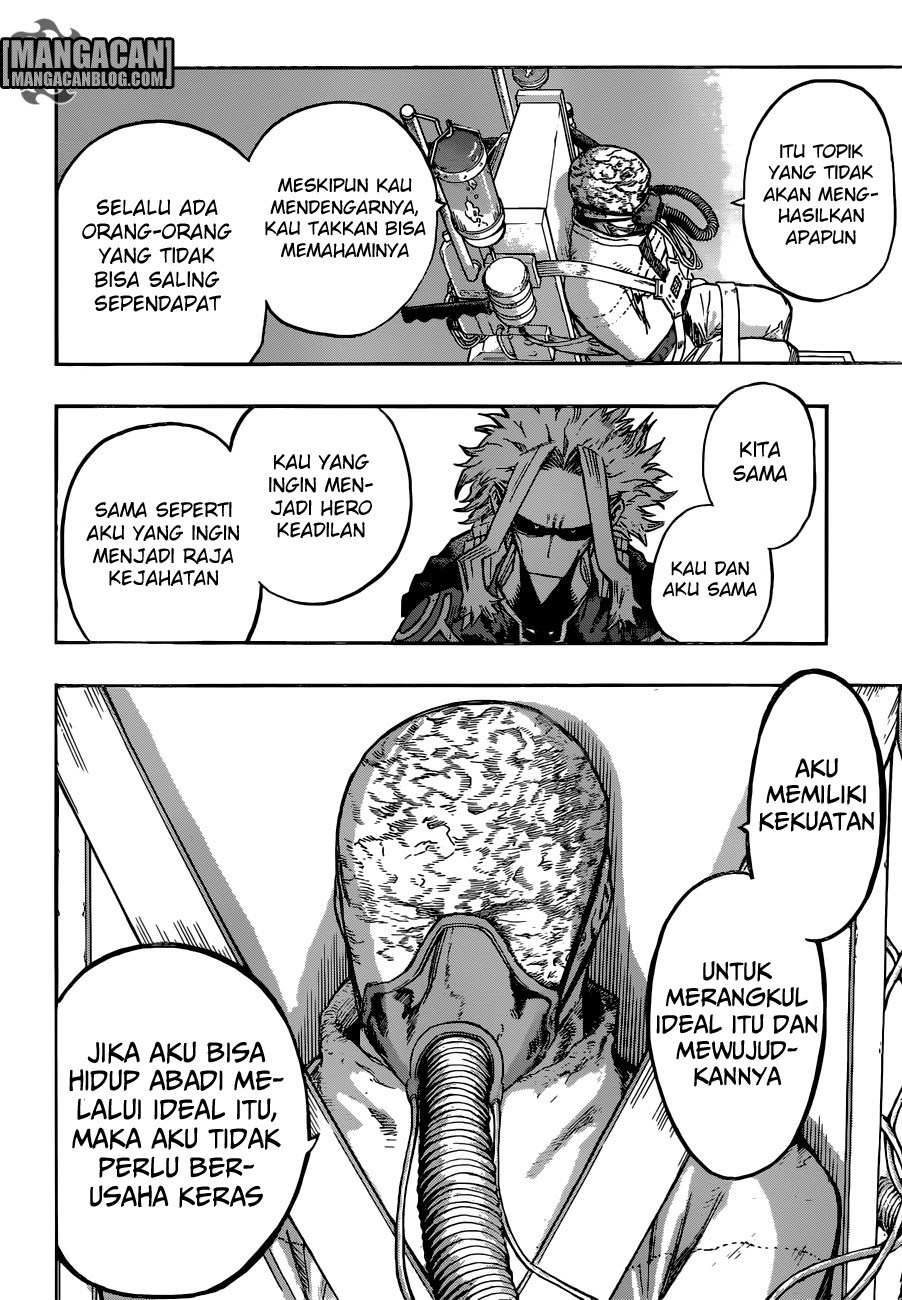 MANGACAN
MANGACANBLOG.COM
ITU TOPIK
YANG TIDAK
AKAN MENG-
HASILKAN
APAPUN
MESKIPUN KAU
MENDENGARNYA,
KAU TAKKAN BISA
MEMAHAMINYA
SELALU ADA
ORANG-ORANG
YANG TIDAK
BISA SALING
SEPENDAPAT
KITA
SAMA
KAU DAN
AKU SAMA
KAU YANG
INGIN MEN-
JADI HERO
KEADILAN
SAMA SEPERTI
AKU YANG INGIN
MENJADI RAJA
KEJAHATAN
AKU
MEMILIKI
KEKUATAN
UNTUK
MERANGKUL
IDEAL ITU DAN
MEWUJUD-
KANNYA
JIKA AKU BISA
HIDUP ABADI ME-
LALUI IDEAL ITU,
MAKA AKU TIDAK
PERLU BER-
USAHA KERAS